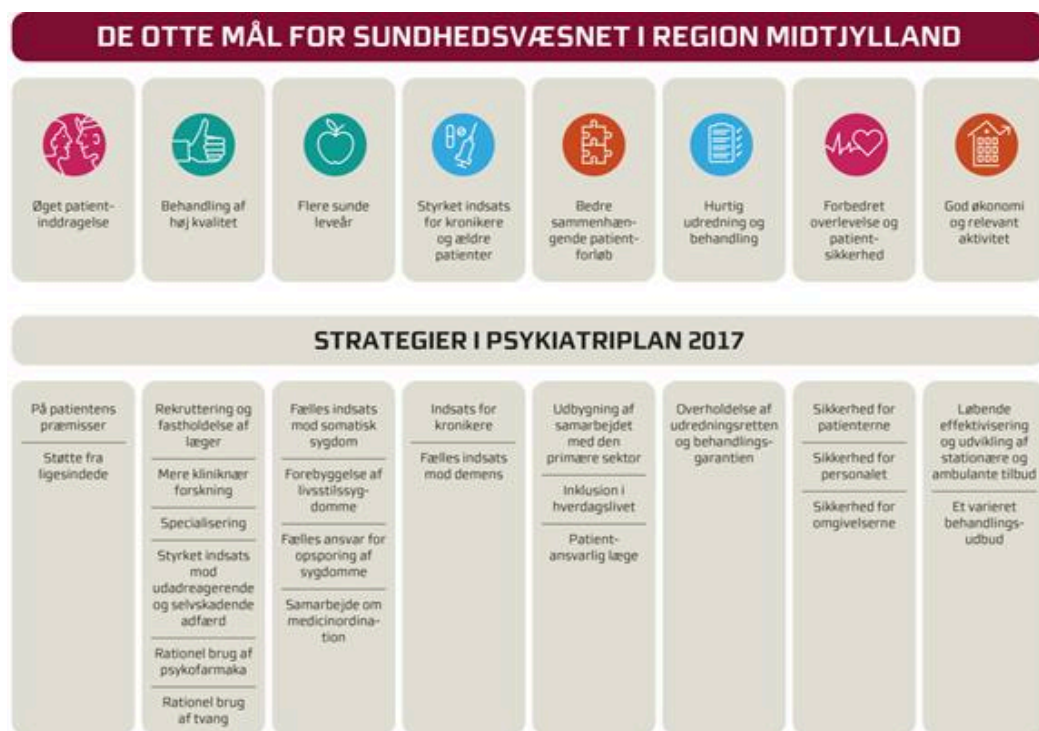 DE OTTE MÅL FOR SUNDHEDSVÆSNET I REGION MIDTJYLLAND
Øget patient-
inddragelse
Behandling af
høj kvalitet
Flere sunde
leveår
Styrket indsats
for kronikere
og ældre
patienter
Bedre
sammenhæn-
gende patient-
forløb
Hurtig
udredning og
behandling
Forbedret
overlevelse og
patient-
sikkerhed
God økonomi
og relevant
aktivitet
STRATEGIER I PSYKIATRIPLAN 2017
På patientens
præmisser
Støtte fra
ligesindede
Rekruttering og
fastholdelse af
læger
Mere kliniknær
forskning
Specialisering
Styrket indsats
mod
udadreagerende
og selvskadende
adfærd
Rationel brug af
psykofarmaka
Rationel brug
af tvang
Fælles indsats
mod somatisk
sygdom
Forebyggelse af
livsstilssyg-
domme
Fælles ansvar for
opsporing af
sygdomme
Samarbejde om
medicinordina-
tion
Indsats for
kronikere
Fælles indsats
mod demens
Udbygning af
samarbejdet
med den
primære sektor
Inklusion i
hverdagslivet
Patient-
ansvarlig læge
Overholdelse af
udredningsretten
og behandlings-
garantien
Sikkerhed for
patienterne
Sikkerhed for
personalet
Sikkerhed for
omgivelserne
Løbende
effektivisering
og udvikling af
stationære og
ambulante tilbud
Et varieret
behandlings-
udbud